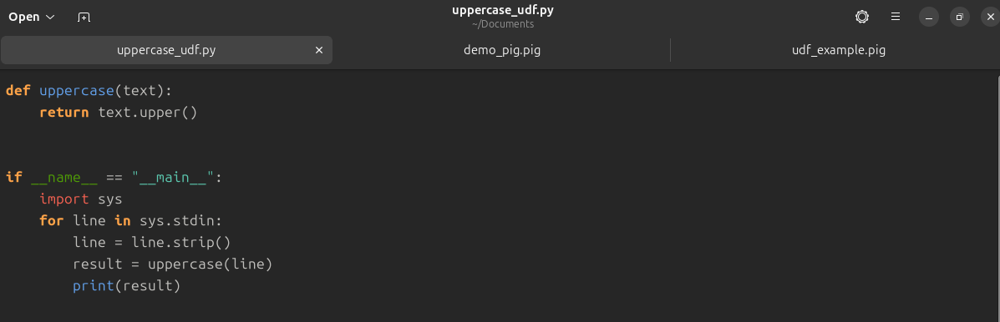 Open
uppercase_udf.py
~/Documents
uppercase_udf.py
demo_pig.pig
udf_example.pig
def uppercase(text):
    return text.upper()
if __name__ == "__main__":
    import sys
    for line in sys.stdin:
        line = line.strip()
        result = uppercase(line)
        print(result)